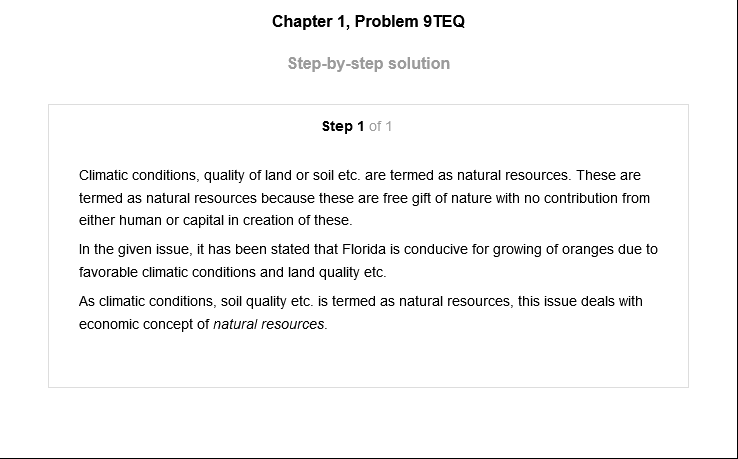 Chapter 1, Problem 9TEQ
Step-by-step solution
Step 1 of 1
Climatic conditions, quality of land or soil etc. are termed as natural resources. These are
termed as natural resources because these are free gift of nature with no contribution from
either human or capital in creation of these.
In the given issue, it has been stated that Florida is conducive for growing of oranges due to
favorable climatic conditions and land quality etc.
As climatic conditions, soil quality etc. is termed as natural resources, this issue deals with
economic concept of natural resources.